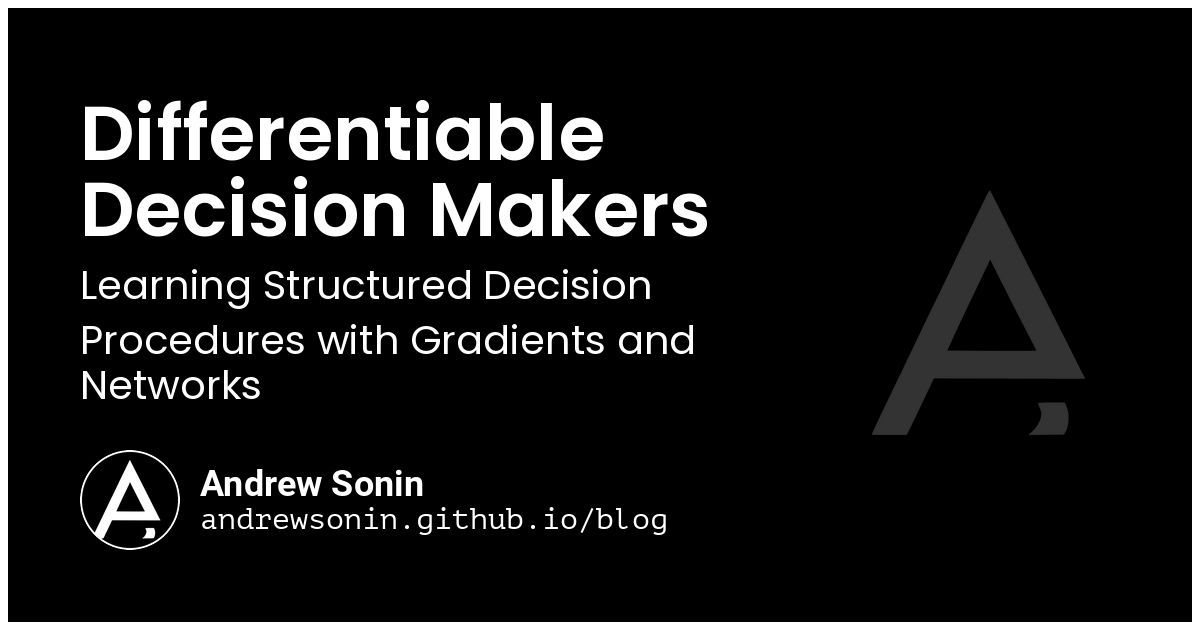 Differentiable
Decision Makers
Learning Structured Decision
Procedures with Gradients and
Networks
Andrew Sonin
andrewsonin.github.io/blog